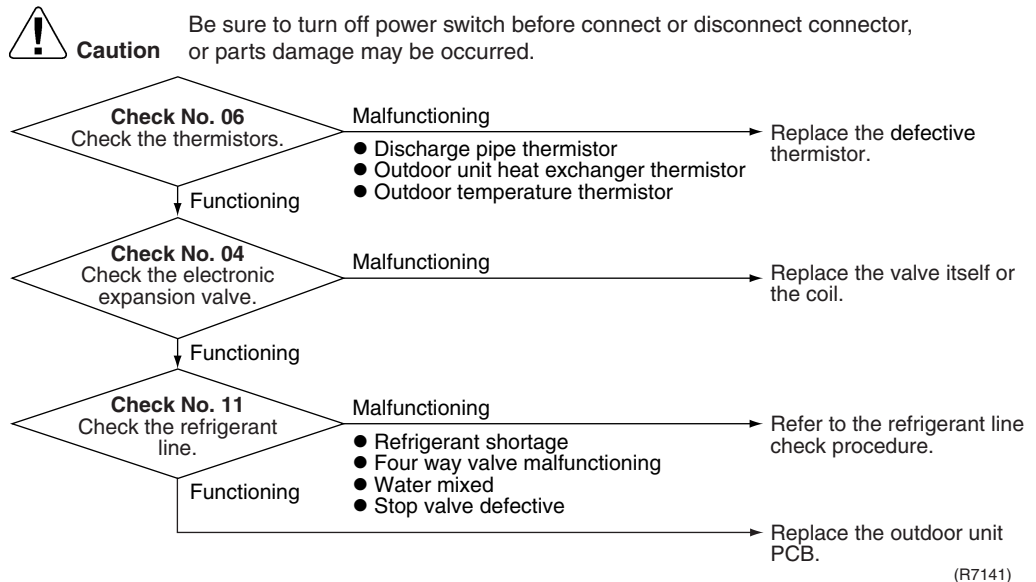 Be sure to turn off power switch before connect or disconnect connector,
Caution or parts damage may be occurred.
Check No. 06
Check the thermistors.
Malfunctioning
● Discharge pipe thermistor
● Outdoor unit heat exchanger thermistor
● Outdoor temperature thermistor
Replace the defective
thermistor.
Functioning
Check No. 04
Check the electronic
expansion valve.
Malfunctioning
Replace the valve itself or
the coil.
Functioning
Check No. 11
Check the refrigerant
line.
Malfunctioning
● Refrigerant shortage
● Four way valve malfunctioning
● Water mixed
● Stop valve defective
Refer to the refrigerant line
check procedure.
Functioning
Replace the outdoor unit
PCB.
(R7141)